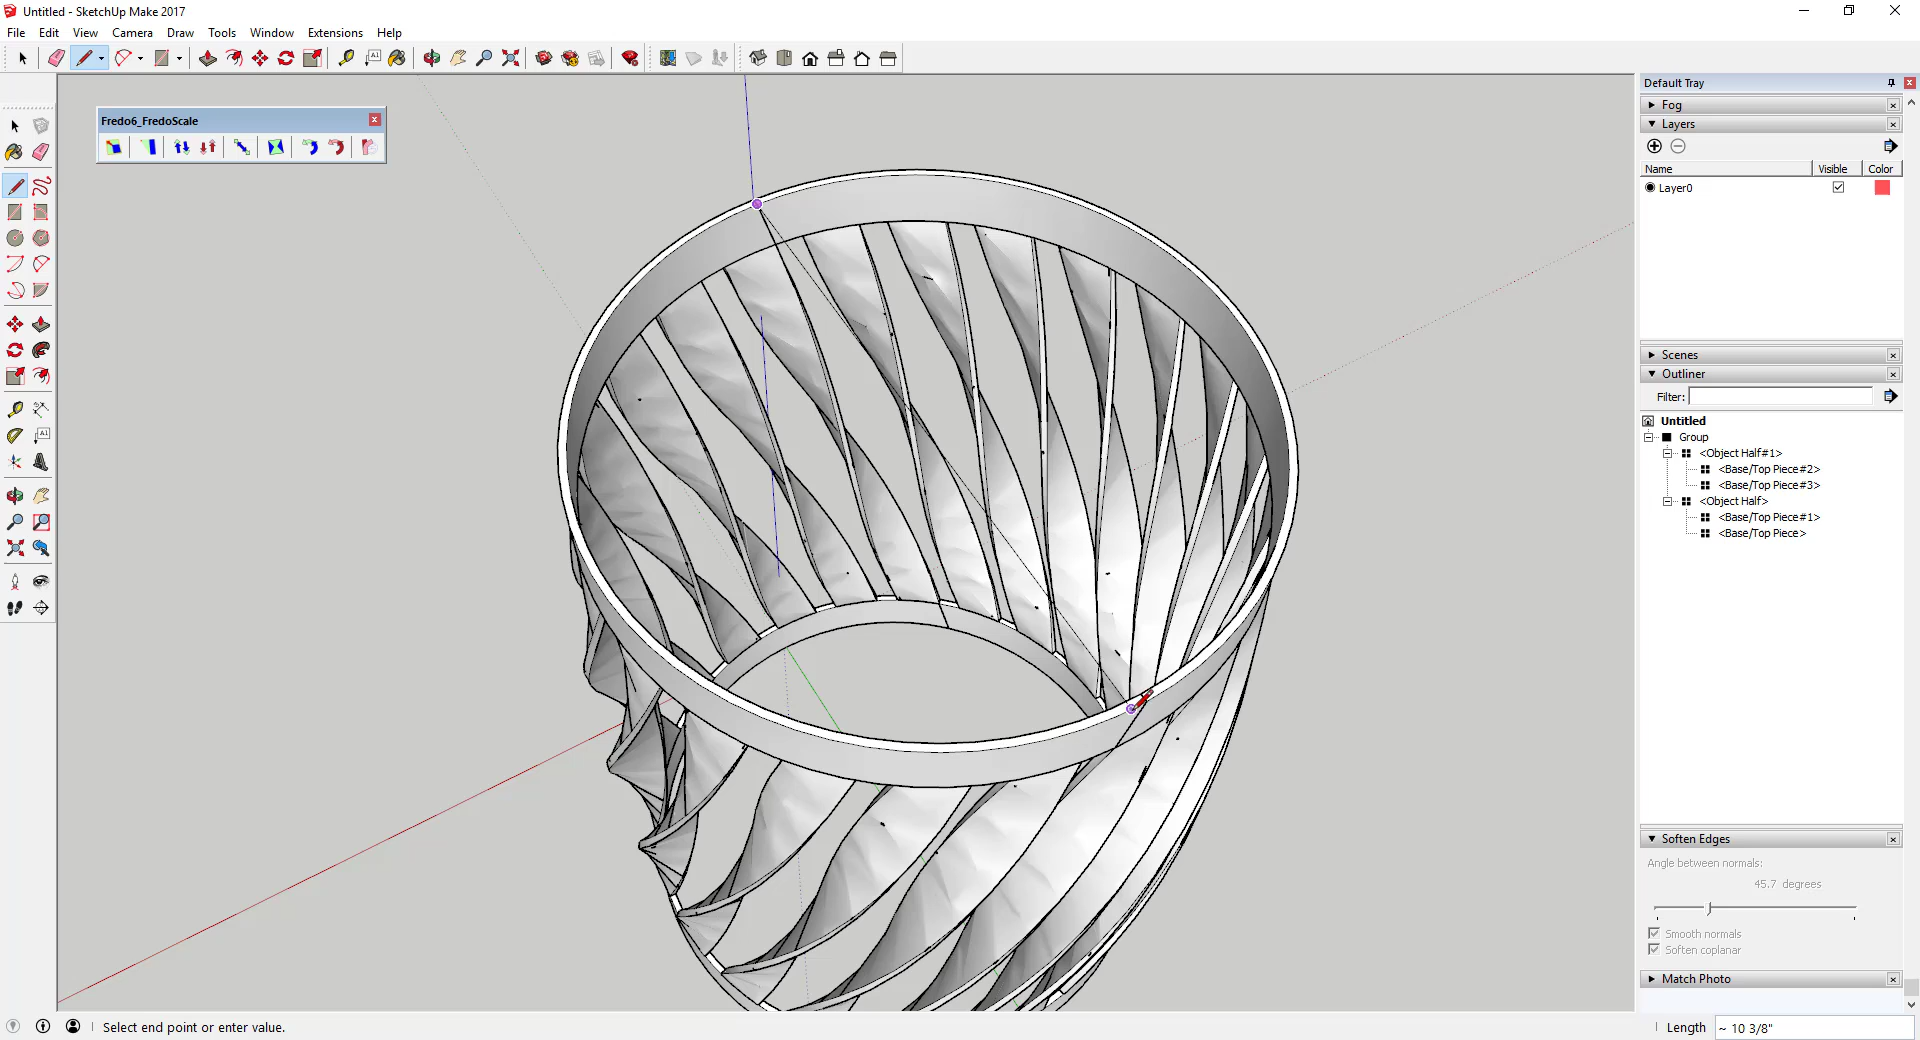 Untitled - SketchUp Make 2017
File Edit View Camera Draw Tools Window Extensions Help
A1
Fredo6_FredoScale
Default Tray
Fog
Layers
Name Visible Color
Layer0
Scenes
Outliner
Filter:
Untitled
Group
<Object Half#1>
<Base/Top Piece#2>
<Base/Top Piece#3>
<Object Half>
<Base/Top Piece#1>
<Base/Top Piece>
A1
Soften Edges
Angle between normals:
45.7 degrees
Smooth normals
Soften coplanar
Match Photo
Select end point or enter value.
Length ~ 10 3/8"